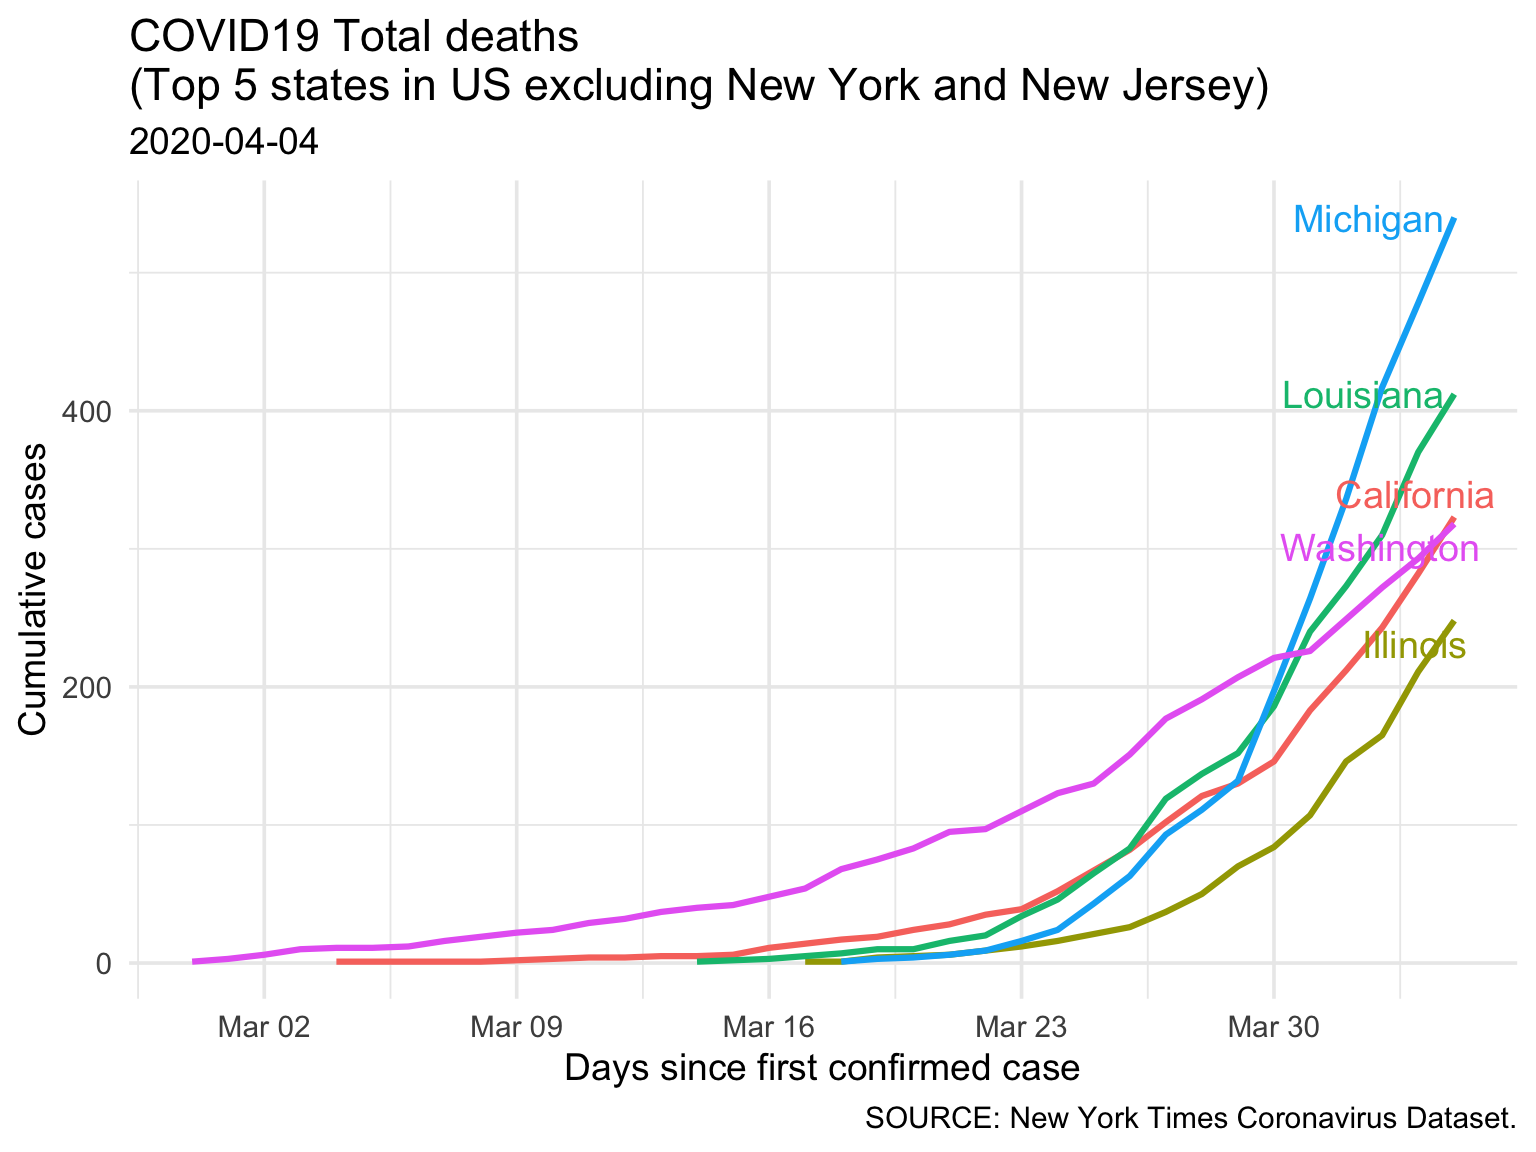 COVID19 Total deaths
(Top 5 states in US excluding New York and New Jersey)
2020-04-04
Michigan
Louisiana
California
Washington
Illinois
400
200
0
Cumulative cases
Mar 02 Mar 09 Mar 16 Mar 23 Mar 30
Days since first confirmed case
SOURCE: New York Times Coronavirus Dataset.